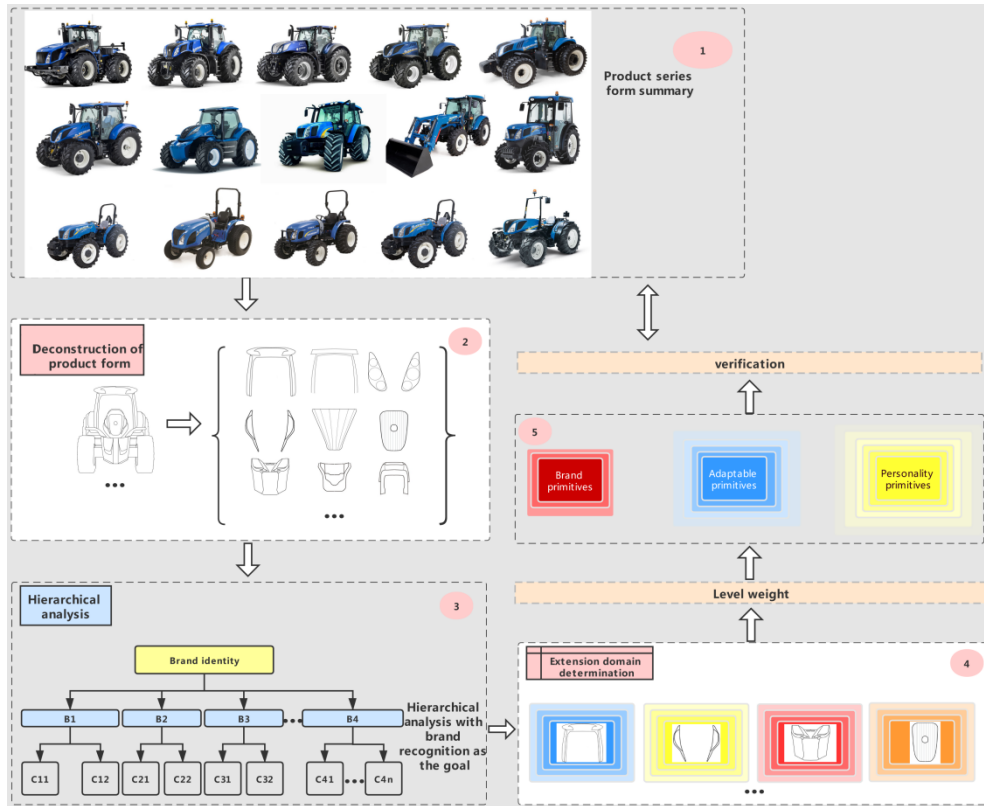 1
Product series
form summary
Deconstruction of
product form
2
...
...
verification
5
Brand
primitives
Adaptable
primitives
Personality
primitives
Level weight
Hierarchical
analysis
3
Brand identity
B1
B2
B3
...
B4
C11
C12
C21
C22
C31
C32
C41
...
C4n
Hierarchical
analysis with
brand
recognition as
the goal
Extension domain
determination
4
...